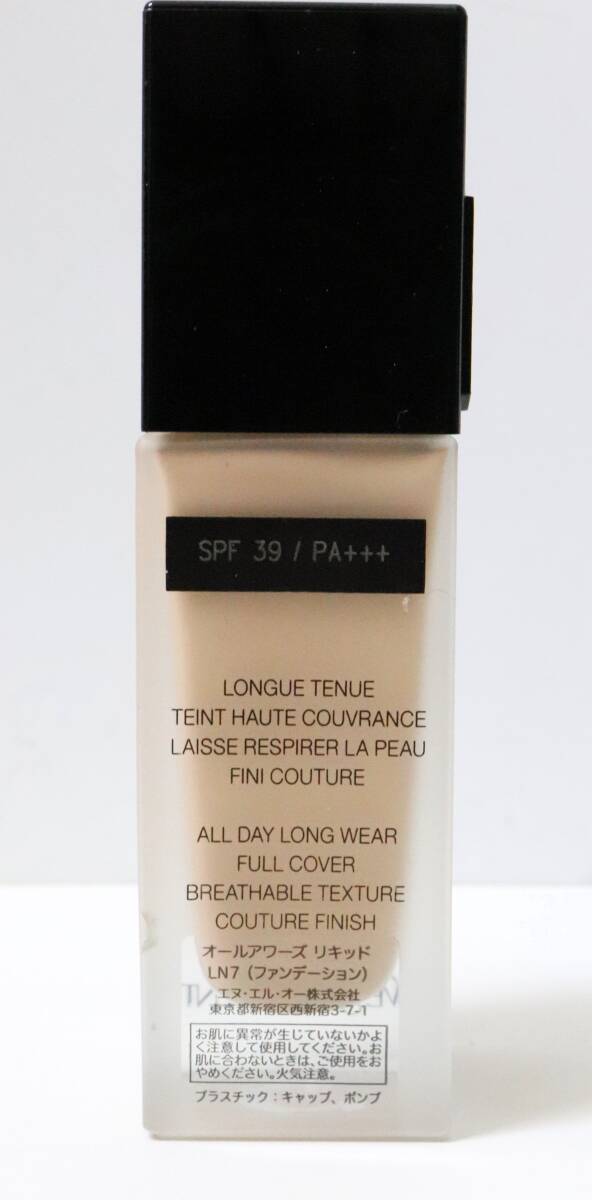 SPF 39 / PA+++
LONGUE TENUE
TEINT HAUTE COUVRANCE
LAISSE RESPIRER LA PEAU
FINI COUTURE
ALL DAY LONG WEAR
FULL COVER
BREATHABLE TEXTURE
COUTURE FINISH
オールアワーズ リキッド
LN7（ファンデーション）
エヌ・エル・オー株式会社
東京都新宿区西新宿3-7-1
お肌に異常が生じていないかよ
く注意して使用してください。お
肌に合わないときは、ご使用をお
やめください。火気注意。
プラスチック：キャップ、ポンプ